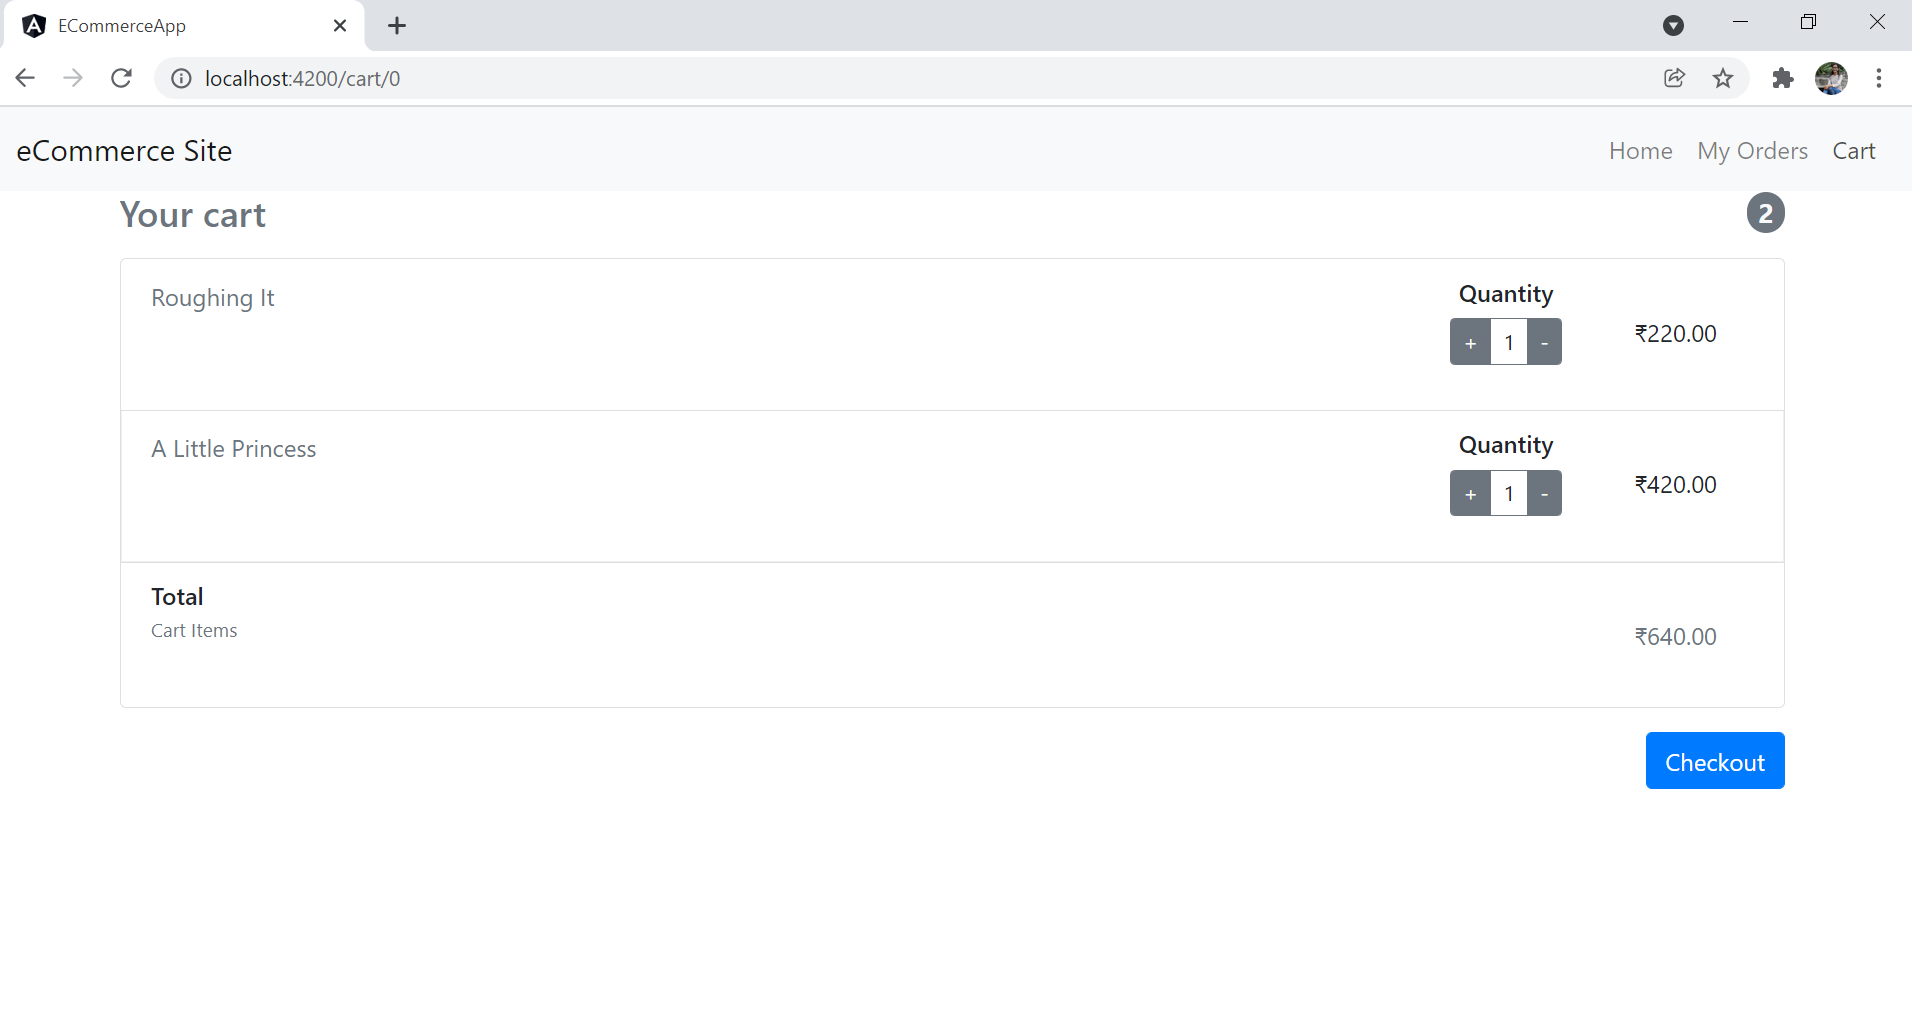 ECommerceApp
localhost:4200/cart/0
eCommerce Site
Home My Orders Cart
Your cart
2
Roughing It
Quantity
+ 1 -
₹220.00
A Little Princess
Quantity
+ 1 -
₹420.00
Total
Cart Items
₹640.00
Checkout